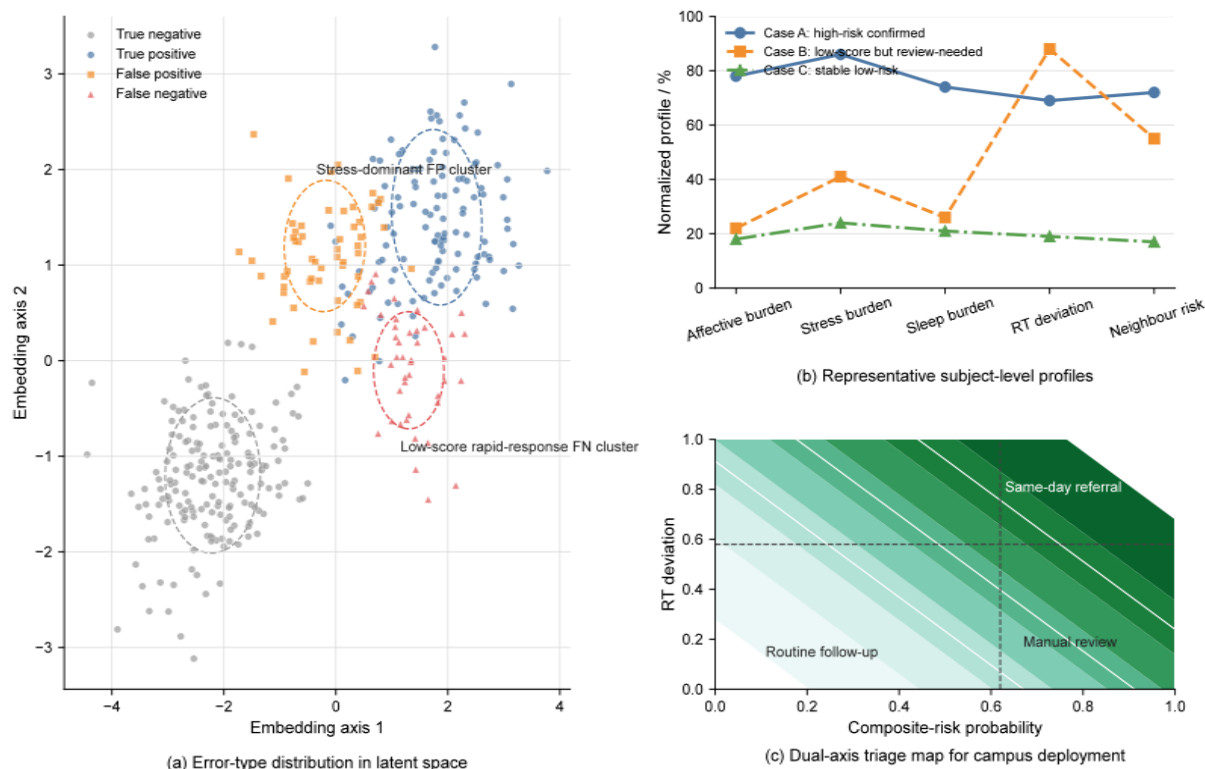 True negative
True positive
False positive
False negative
Stress-dominant FP cluster
Low-score rapid-response FN cluster
3
2
1
0
−1
−2
−3
Embedding axis 2
−4
−2
0
2
4
Embedding axis 1
(a) Error-type distribution in latent space
100
80
60
40
20
0
Normalized profile / %
Case A: high-risk confirmed
Case B: low-score but review-needed
Case C: stable low-risk
Affective burden
Stress burden
Sleep burden
RT deviation
Neighbour risk
(b) Representative subject-level profiles
1.0
0.8
0.6
0.4
0.2
0.0
RT deviation
Same-day referral
Manual review
Routine follow-up
0.0
0.2
0.4
0.6
0.8
1.0
Composite-risk probability
(c) Dual-axis triage map for campus deployment